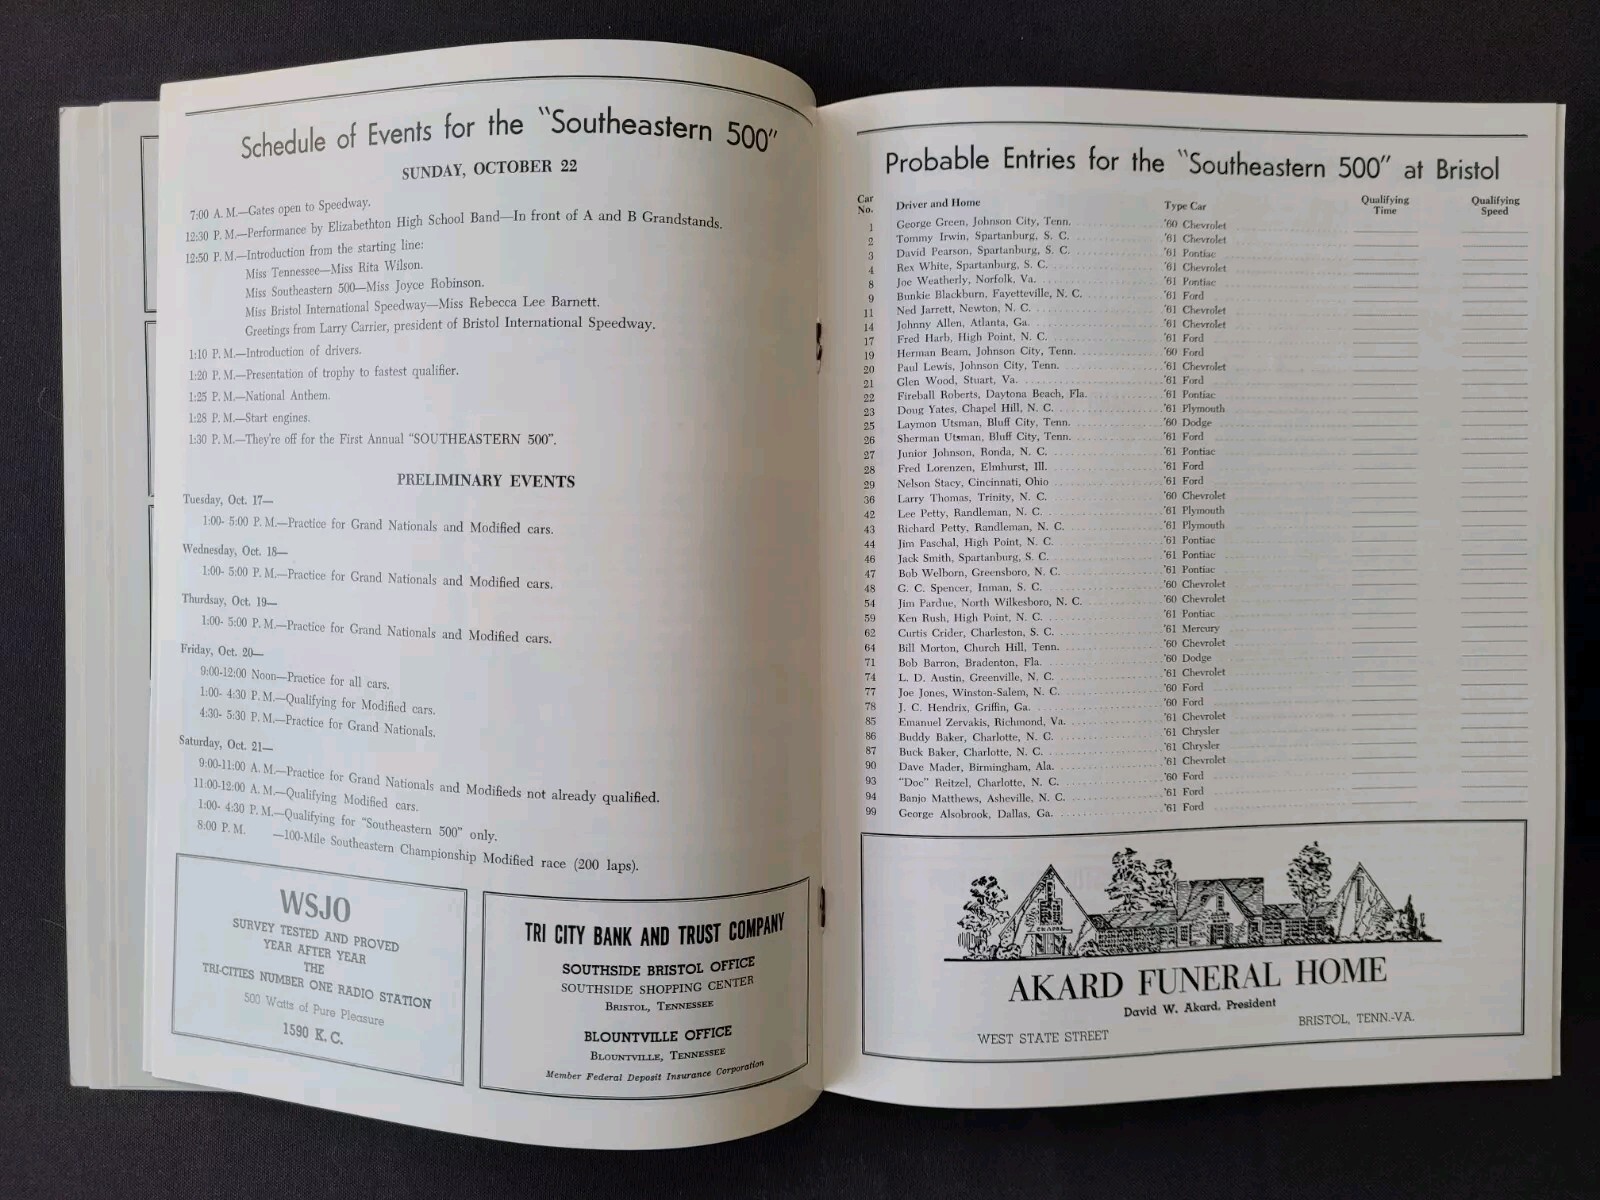 Schedule of Events for the "Southeastern 500"
SUNDAY, OCTOBER 22
7:00 A. M.—Gates open to Speedway.
12:30 P. M.—Performance by Elizabethton High School Band—In front of A and B Grandstands.
12:50 P. M.—Introduction from the starting line:
Miss Tennessee—Miss Rita Wilson.
Miss Southeastern 500—Miss Joyce Robinson.
Miss Bristol International Speedway—Miss Rebecca Lee Barnett.
Greetings from Larry Carrier, president of Bristol International Speedway.
1:10 P. M.—Introduction of drivers.
1:20 P. M.—Presentation of trophy to fastest qualifier.
1:25 P. M.—National Anthem.
1:28 P. M.—Start engines.
1:30 P. M.—They're off for the First Annual "SOUTHEASTERN 500".
PRELIMINARY EVENTS
Tuesday, Oct. 17—
1:00- 5:00 P. M.—Practice for Grand Nationals and Modified cars.
Wednesday, Oct. 18—
1:00- 5:00 P. M.—Practice for Grand Nationals and Modified cars.
Thurdsay, Oct. 19—
1:00- 5:00 P. M.—Practice for Grand Nationals and Modified cars.
Friday, Oct. 20—
9:00-12:00 Noon—Practice for all cars.
1:00- 4:30 P. M.—Qualifying for Modified cars.
4:30- 5:30 P. M.—Practice for Grand Nationals.
Saturday, Oct. 21—
9:00-11:00 A. M.—Practice for Grand Nationals and Modifieds not already qualified.
11:00-12:00 A. M.—Qualifying Modified cars.
1:00- 4:30 P. M.—Qualifying for "Southeastern 500" only.
8:00 P. M. —100-Mile Southeastern Championship Modified race (200 laps).
WSJO
SURVEY TESTED AND PROVED
YEAR AFTER YEAR
THE
TRI-CITIES NUMBER ONE RADIO STATION
500 Watts of Pure Pleasure
1590 K. C.
TRI CITY BANK AND TRUST COMPANY
SOUTHSIDE BRISTOL OFFICE
SOUTHSIDE SHOPPING CENTER
BRISTOL, TENNESSEE
BLOUNTVILLE OFFICE
BLOUNTVILLE, TENNESSEE
Member Federal Deposit Insurance Corporation
Probable Entries for the "Southeastern 500" at Bristol
Car No. Driver and Home Type Car Qualifying Time Qualifying Speed
1 George Green, Johnson City, Tenn. '60 Chevrolet
2 Tommy Irwin, Spartanburg, S. C. '61 Chevrolet
3 David Pearson, Spartanburg, S. C. '61 Pontiac
4 Rex White, Spartanburg, S. C. '61 Chevrolet
8 Joe Weatherly, Norfolk, Va. '61 Pontiac
9 Bunkie Blackburn, Fayetteville, N. C. '61 Ford
11 Ned Jarrett, Newton, N. C. '61 Chevrolet
14 Johnny Allen, Atlanta, Ga. '61 Chevrolet
17 Fred Harb, High Point, N. C. '61 Ford
19 Herman Beam, Johnson City, Tenn. '60 Ford
20 Paul Lewis, Johnson City, Tenn. '61 Chevrolet
21 Glen Wood, Stuart, Va. '61 Ford
22 Fireball Roberts, Daytona Beach, Fla. '61 Pontiac
23 Doug Yates, Chapel Hill, N. C. '61 Plymouth
25 Laymon Utsman, Bluff City, Tenn. '60 Dodge
26 Sherman Utsman, Bluff City, Tenn. '61 Ford
27 Junior Johnson, Ronda, N. C. '61 Pontiac
28 Fred Lorenzen, Elmhurst, Ill. '61 Ford
29 Nelson Stacy, Cincinnati, Ohio '61 Ford
36 Larry Thomas, Trinity, N. C. '60 Chevrolet
42 Lee Petty, Randleman, N. C. '61 Plymouth
43 Richard Petty, Randleman, N. C. '61 Plymouth
44 Jim Paschal, High Point, N. C. '61 Pontiac
46 Jack Smith, Spartanburg, S. C. '61 Pontiac
47 Bob Welborn, Greensboro, N. C. '61 Pontiac
48 G. C. Spencer, Inman, S. C. '60 Chevrolet
54 Jim Pardue, North Wilkesboro, N. C. '60 Chevrolet
59 Ken Rush, High Point, N. C. '61 Pontiac
62 Curtis Crider, Charleston, S. C. '61 Mercury
64 Bill Morton, Church Hill, Tenn. '60 Chevrolet
71 Bob Barron, Bradenton, Fla. '60 Dodge
74 L. D. Austin, Greenville, N. C. '61 Chevrolet
77 Joe Jones, Winston-Salem, N. C. '60 Ford
78 J. C. Hendrix, Griffin, Ga. '60 Ford
85 Emanuel Zervakis, Richmond, Va. '61 Chevrolet
86 Buddy Baker, Charlotte, N. C. '61 Chrysler
87 Buck Baker, Charlotte, N. C. '61 Chrysler
90 Dave Mader, Birmingham, Ala. '61 Chevrolet
93 "Doc" Reitzel, Charlotte, N. C. '60 Ford
94 Banjo Matthews, Asheville, N. C. '61 Ford
99 George Alsobrook, Dallas, Ga. '61 Ford
CHAPEL
AKARD FUNERAL HOME
David W. Akard, President
WEST STATE STREET BRISTOL, TENN.-VA.